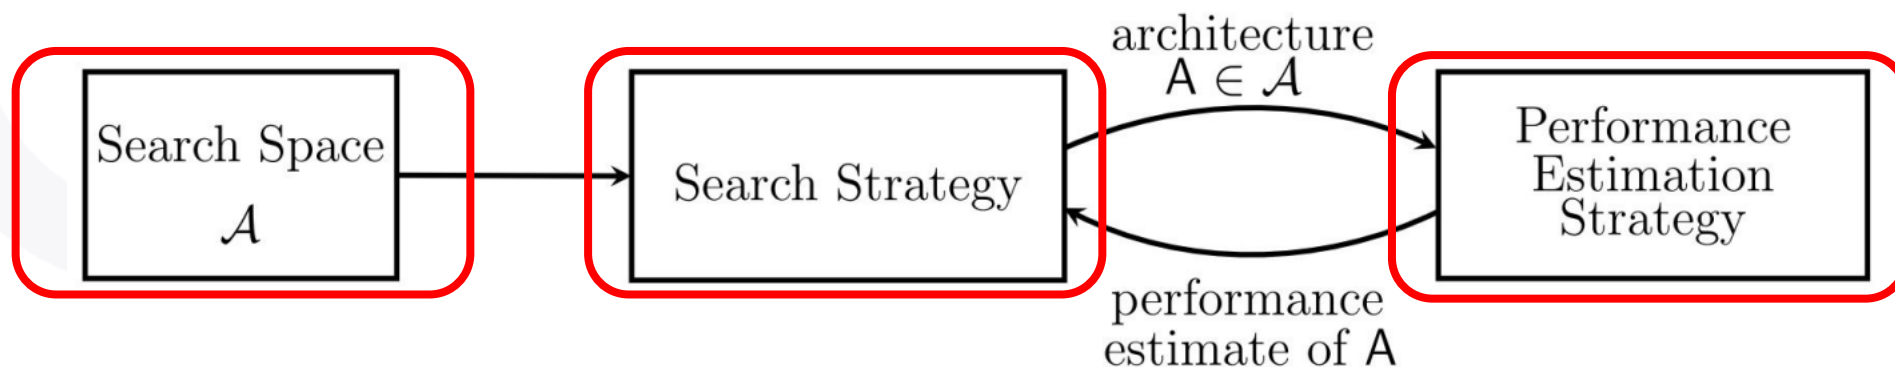 Search Space
𝒜
Search Strategy
architecture
A ∈ 𝒜
performance
estimate of A
Performance
Estimation
Strategy